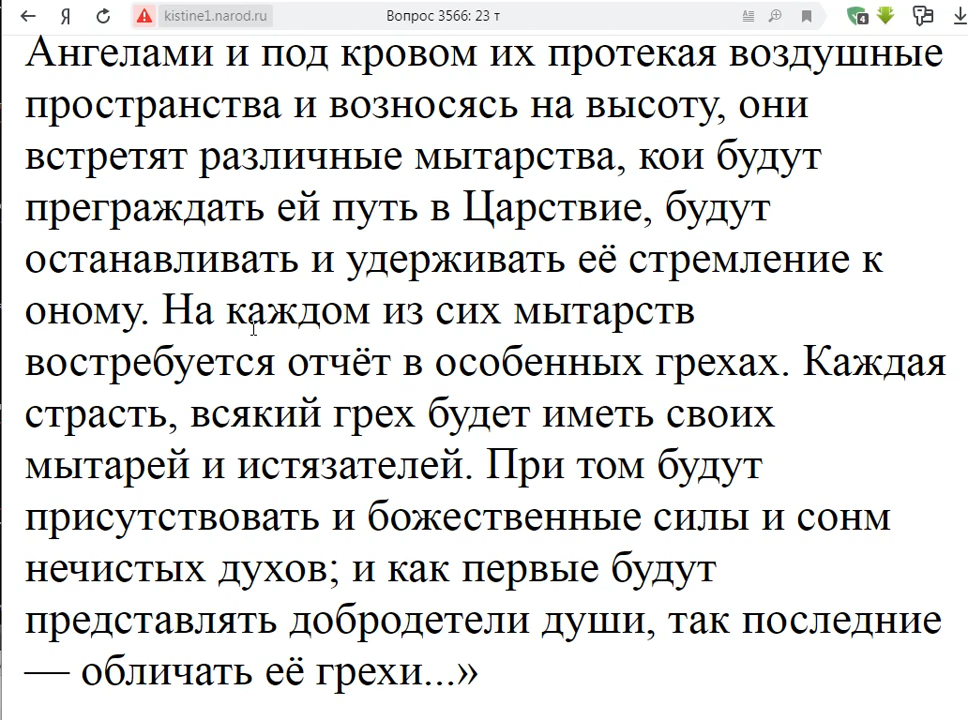 kistine1.narod.ru
Вопрос 3566: 23 т
4
Ангелами и под кровом их протекая воздушные
пространства и возносясь на высоту, они
встретят различные мытарства, кои будут
преграждать ей путь в Царствие, будут
останавливать и удерживать её стремление к
оному. На каждом из сих мытарств
востребуется отчёт в особенных грехах. Каждая
страсть, всякий грех будет иметь своих
мытарей и истязателей. При том будут
присутствовать и божественные силы и сонм
нечистых духов; и как первые будут
представлять добродетели души, так последние
— обличать её грехи...»